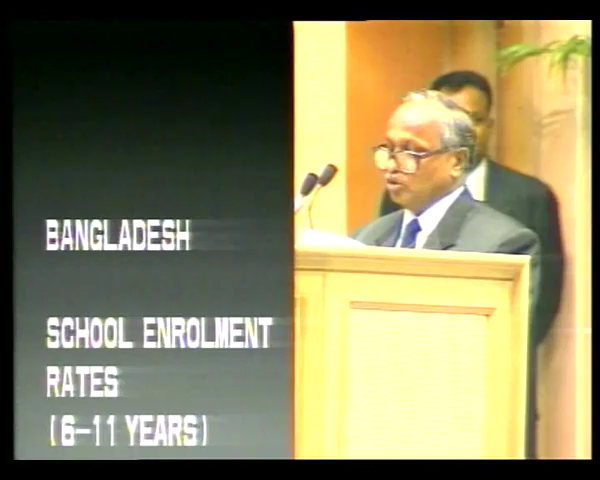 BANGLADESH
SCHOOL ENROLMENT
RATES
(6-11 YEARS)